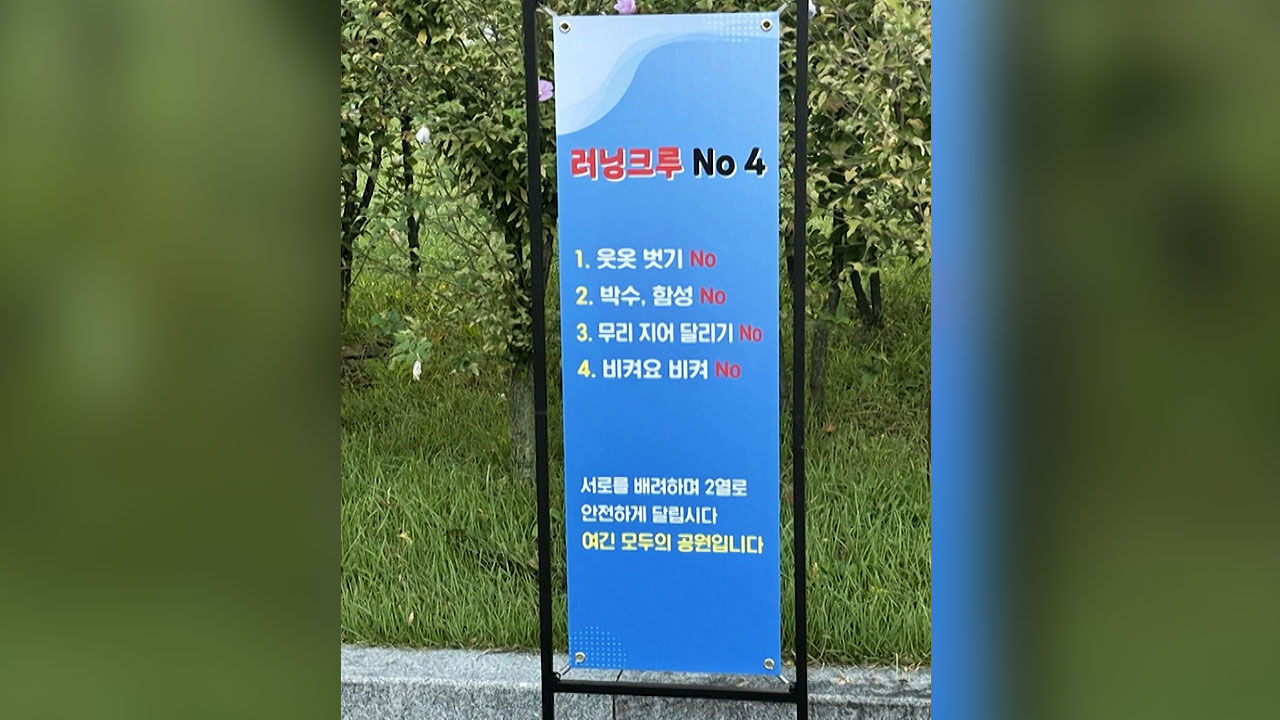 러닝크루 No 4
1. 웃옷 벗기 No
2. 박수, 함성 No
3. 무리 지어 달리기 No
4. 비켜요 비켜 No
서로를 배려하며 2열로
안전하게 달립시다
여긴 모두의 공원입니다